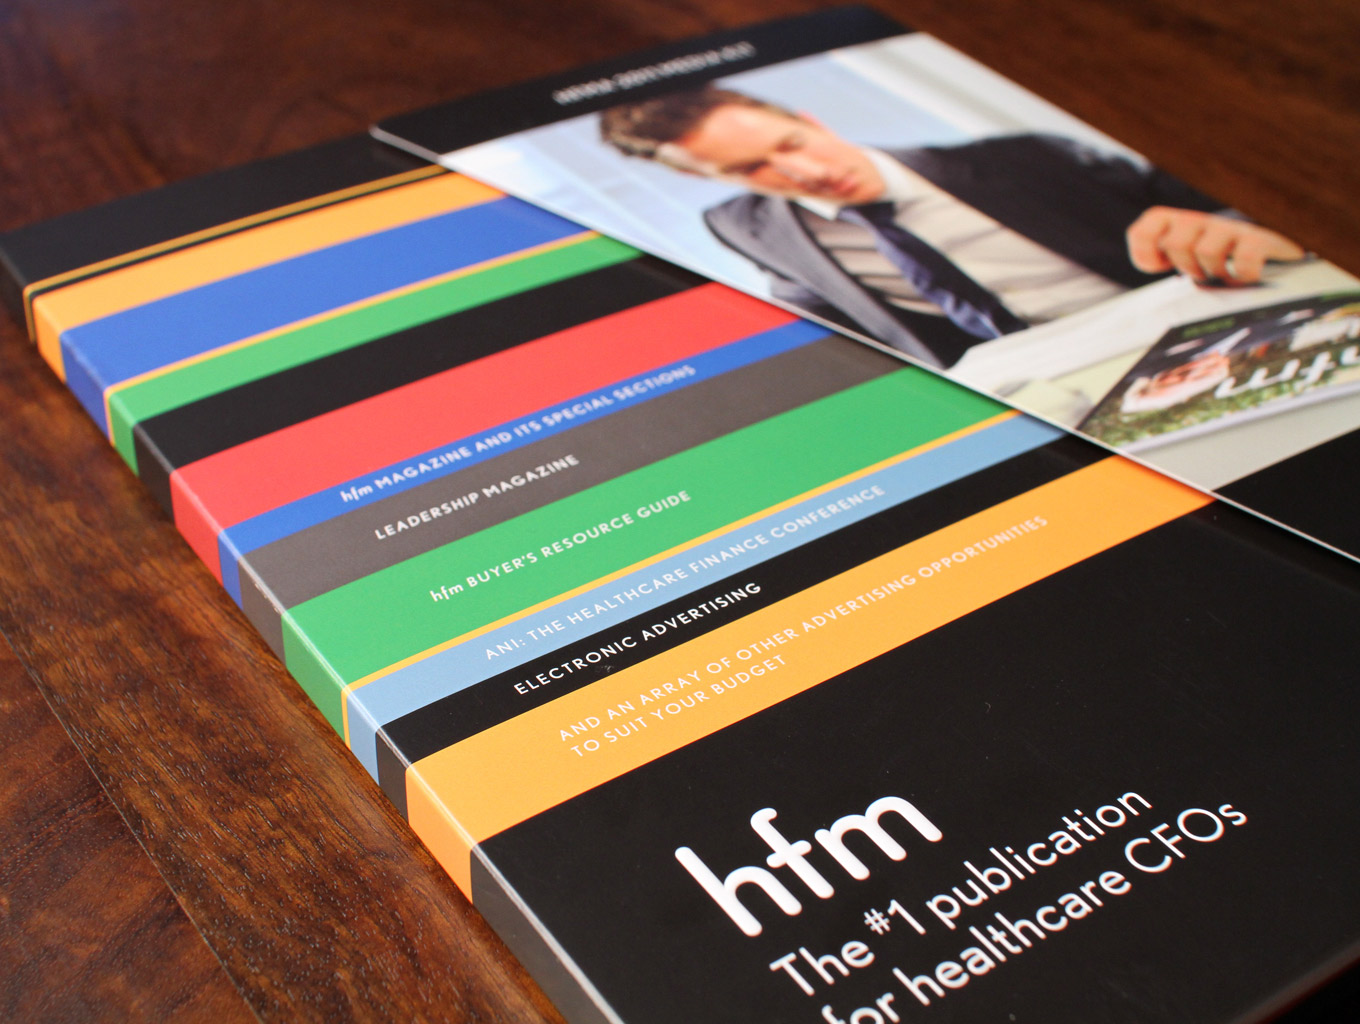 hfm MAGAZINE AND ITS SPECIAL SECTIONS
LEADERSHIP MAGAZINE
hfm BUYER'S RESOURCE GUIDE
ANI: THE HEALTHCARE FINANCE CONFERENCE
ELECTRONIC ADVERTISING
AND AN ARRAY OF OTHER ADVERTISING OPPORTUNITIES
TO SUIT YOUR BUDGET
hfm
The #1 publication
for healthcare CFOs
hfm